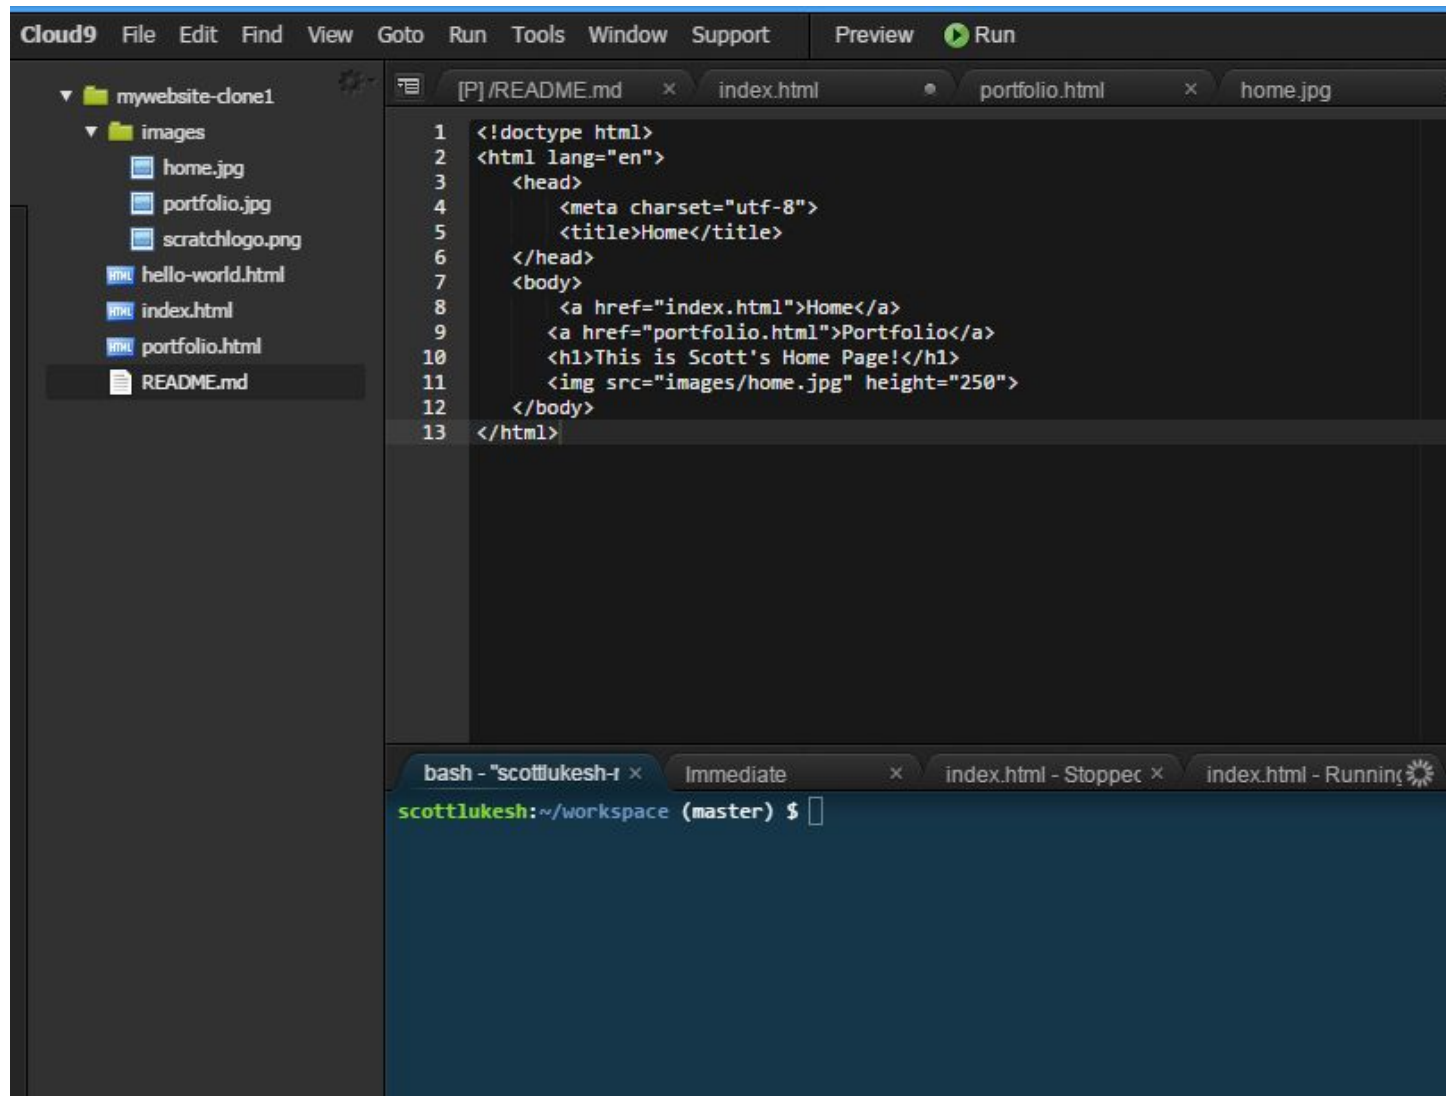 Cloud9 File Edit Find View Goto Run Tools Window Support Preview Run
mywebsite-clone1
images
home.jpg
portfolio.jpg
scratchlogo.png
HTML hello-world.html
HTML index.html
HTML portfolio.html
README.md
[P] /README.md × index.html portfolio.html × home.jpg
1 <!doctype html>
2 <html lang="en">
3 <head>
4 <meta charset="utf-8">
5 <title>Home</title>
6 </head>
7 <body>
8 <a href="index.html">Home</a>
9 <a href="portfolio.html">Portfolio</a>
10 <h1>This is Scott's Home Page!</h1>
11 <img src="images/home.jpg" height="250">
12 </body>
13 </html>
bash - "scottlukesh-r × Immediate × index.html - Stopped × index.html - Running
scottlukesh:~/workspace (master) $